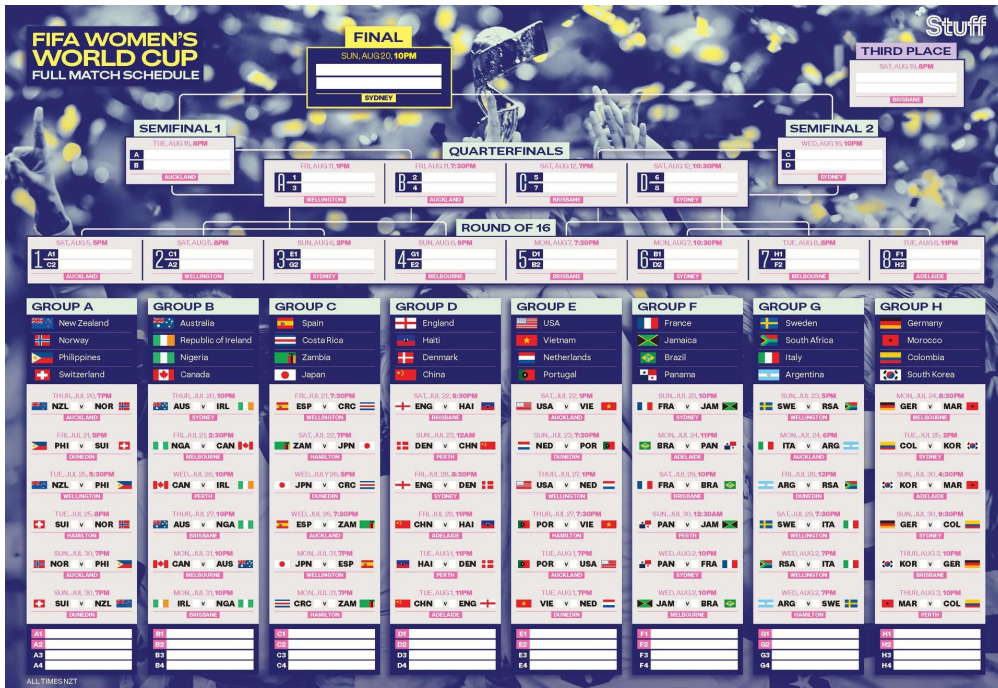 Stuff
FIFA WOMEN'S
WORLD CUP
FULL MATCH SCHEDULE
FINAL
SUN, AUG 20, 10PM
SYDNEY
THIRD PLACE
SAT, AUG 19, 8PM
BRISBANE
SEMIFINAL 1
TUE, AUG 15, 8PM
A
B
AUCKLAND
SEMIFINAL 2
WED, AUG 16, 10PM
C
D
SYDNEY
QUARTERFINALS
FRI, AUG 11, 1PM
A 1
3
WELLINGTON
FRI, AUG 11, 7:30PM
B 2
4
AUCKLAND
SAT, AUG 12, 7PM
C 5
7
BRISBANE
SAT, AUG 12, 10:30PM
D 6
8
SYDNEY
ROUND OF 16
SAT, AUG 5, 5PM
1 A1
C2
AUCKLAND
SAT, AUG 5, 8PM
2 C1
A2
WELLINGTON
SUN, AUG 6, 2PM
3 E1
G2
SYDNEY
SUN, AUG 6, 9PM
4 G1
E2
MELBOURNE
MON, AUG 7, 7:30PM
5 D1
B2
BRISBANE
MON, AUG 7, 10:30PM
6 B1
D2
SYDNEY
TUE, AUG 8, 8PM
7 H1
F2
MELBOURNE
TUE, AUG 8, 11PM
8 F1
H2
ADELAIDE
GROUP A
New Zealand
Norway
Philippines
Switzerland
THUR, JUL 20, 7PM
NZL v NOR
AUCKLAND
FRI, JUL 21, 5PM
PHI v SUI
DUNEDIN
TUE, JUL 25, 5:30PM
NZL v PHI
WELLINGTON
TUE, JUL 25, 8PM
SUI v NOR
HAMILTON
SUN, JUL 30, 7PM
NOR v PHI
AUCKLAND
SUN, JUL 30, 7PM
SUI v NZL
DUNEDIN
A1
A2
A3
A4
GROUP B
Australia
Republic of Ireland
Nigeria
Canada
THUR, JUL 20, 10PM
AUS v IRL
SYDNEY
FRI, JUL 21, 2:30PM
NGA v CAN
MELBOURNE
WED, JUL 26, 10PM
CAN v IRL
PERTH
THUR, JUL 27, 10PM
AUS v NGA
BRISBANE
MON, JUL 31, 10PM
CAN v AUS
MELBOURNE
MON, JUL 31, 10PM
IRL v NGA
BRISBANE
B1
B2
B3
B4
GROUP C
Spain
Costa Rica
Zambia
Japan
FRI, JUL 21, 7:30PM
ESP v CRC
WELLINGTON
SAT, JUL 22, 7PM
ZAM v JPN
HAMILTON
WED, JULY 26, 5PM
JPN v CRC
DUNEDIN
WED, JUL 26, 7:30PM
ESP v ZAM
AUCKLAND
MON, JUL 31, 7PM
JPN v ESP
WELLINGTON
MON, JUL 31, 7PM
CRC v ZAM
HAMILTON
C1
C2
C3
C4
GROUP D
England
Haiti
Denmark
China
SAT, JUL 22, 9:30PM
ENG v HAI
BRISBANE
SUN, JUL 23, 12AM
DEN v CHN
PERTH
FRI, JUL 28, 8:30PM
ENG v DEN
SYDNEY
FRI, JUL 28, 11PM
CHN v HAI
ADELAIDE
TUE, AUG 1, 11PM
HAI v DEN
PERTH
TUE, AUG 1, 11PM
CHN v ENG
ADELAIDE
D1
D2
D3
D4
GROUP E
USA
Vietnam
Netherlands
Portugal
SAT, JUL 22, 1PM
USA v VIE
AUCKLAND
SUN, JUL 23, 7:30PM
NED v POR
DUNEDIN
THUR, JUL 27, 1PM
USA v NED
WELLINGTON
THUR, JUL 27, 7:30PM
POR v VIE
HAMILTON
TUE, AUG 1, 7PM
POR v USA
AUCKLAND
TUE, AUG 1, 7PM
VIE v NED
DUNEDIN
E1
E2
E3
E4
GROUP F
France
Jamaica
Brazil
Panama
SUN, JUL 23, 10PM
FRA v JAM
SYDNEY
MON, JUL 24, 11PM
BRA v PAN
ADELAIDE
SAT, JUL 29, 10PM
FRA v BRA
BRISBANE
SUN, JUL 30, 12:30AM
PAN v JAM
PERTH
WED, AUG 2, 10PM
PAN v FRA
SYDNEY
WED, AUG 2, 10PM
JAM v BRA
MELBOURNE
F1
F2
F3
F4
GROUP G
Sweden
South Africa
Italy
Argentina
SUN, JUL 23, 5PM
SWE v RSA
WELLINGTON
MON, JUL 24, 6PM
ITA v ARG
AUCKLAND
FRI, JUL 28, 12PM
ARG v RSA
DUNEDIN
SAT, JUL 29, 7:30PM
SWE v ITA
WELLINGTON
WED, AUG 2, 7PM
RSA v ITA
WELLINGTON
WED, AUG 2, 7PM
ARG v SWE
HAMILTON
G1
G2
G3
G4
GROUP H
Germany
Morocco
Colombia
South Korea
MON, JUL 24, 8:30PM
GER v MAR
MELBOURNE
TUE, JUL 25, 2PM
COL v KOR
SYDNEY
SUN, JUL 30, 4:30PM
KOR v MAR
ADELAIDE
SUN, JUL 30, 9:30PM
GER v COL
SYDNEY
THUR, AUG 3, 10PM
KOR v GER
BRISBANE
THUR, AUG 3, 10PM
MAR v COL
PERTH
H1
H2
H3
H4
ALL TIMES NZT